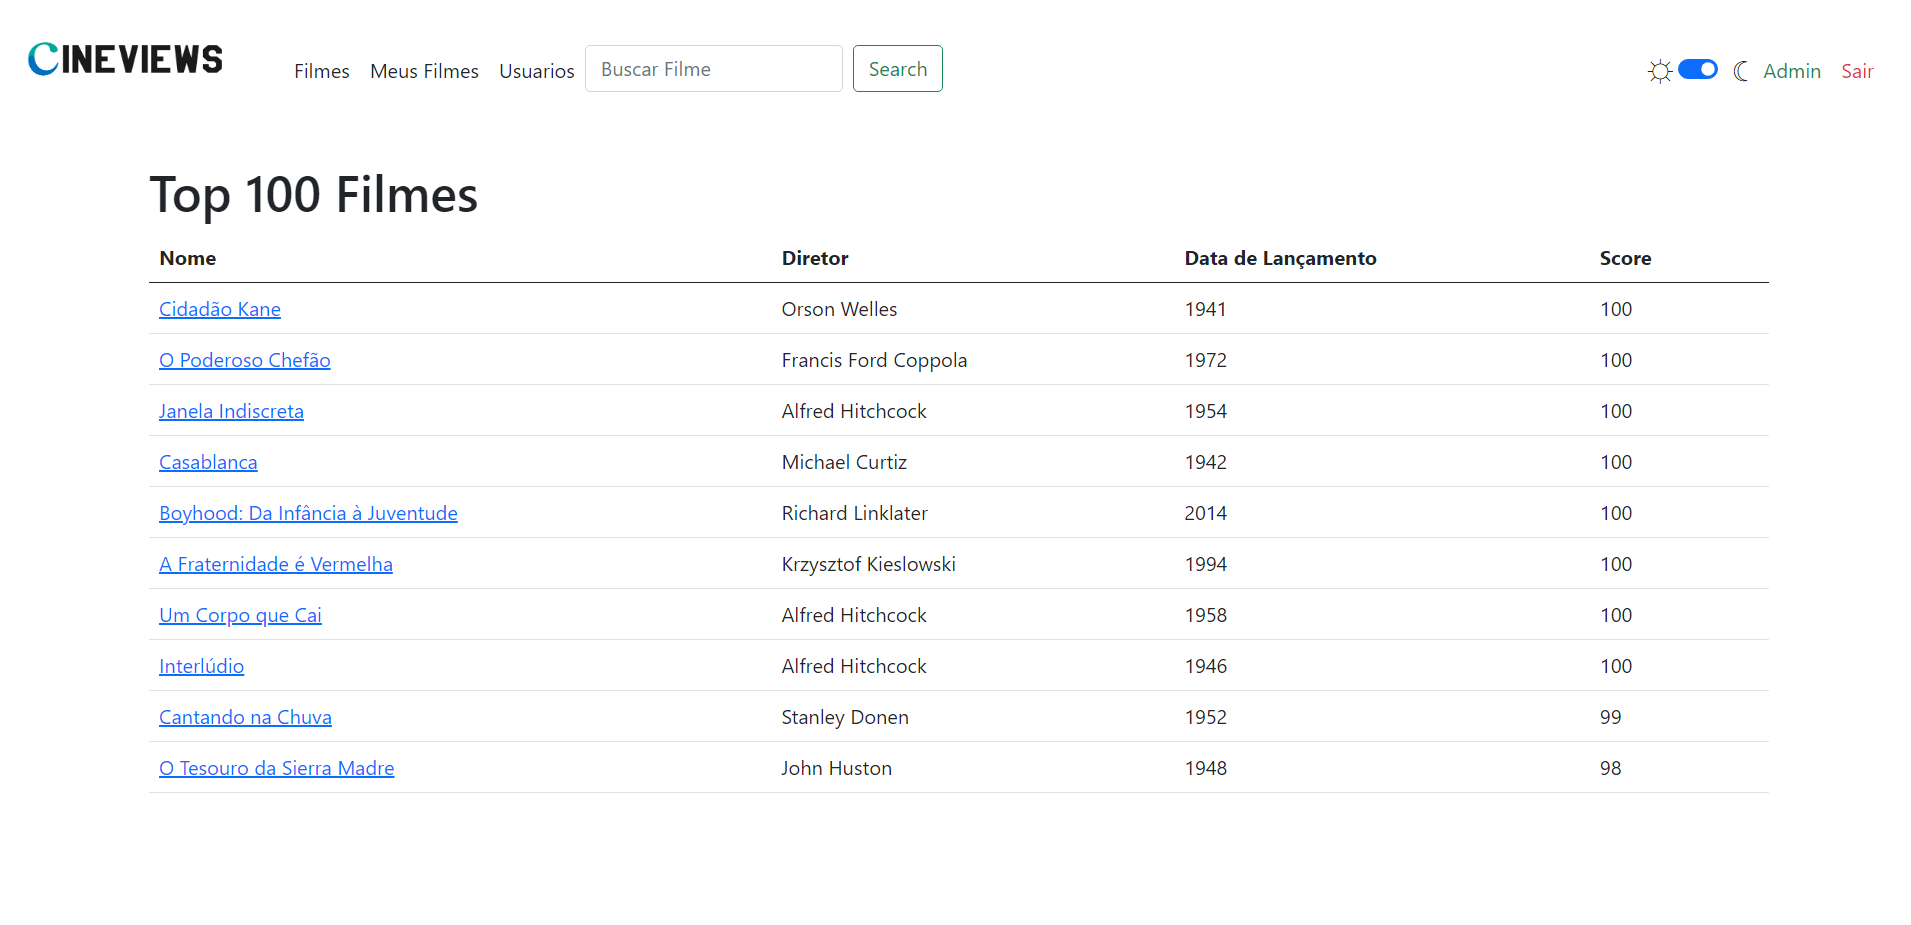 CINEVIEWS Filmes Meus Filmes Usuarios Buscar Filme Search Admin Sair
Top 100 Filmes
Nome Diretor Data de Lançamento Score
Cidadão Kane Orson Welles 1941 100
O Poderoso Chefão Francis Ford Coppola 1972 100
Janela Indiscreta Alfred Hitchcock 1954 100
Casablanca Michael Curtiz 1942 100
Boyhood: Da Infância à Juventude Richard Linklater 2014 100
A Fraternidade é Vermelha Krzysztof Kieslowski 1994 100
Um Corpo que Cai Alfred Hitchcock 1958 100
Interlúdio Alfred Hitchcock 1946 100
Cantando na Chuva Stanley Donen 1952 99
O Tesouro da Sierra Madre John Huston 1948 98